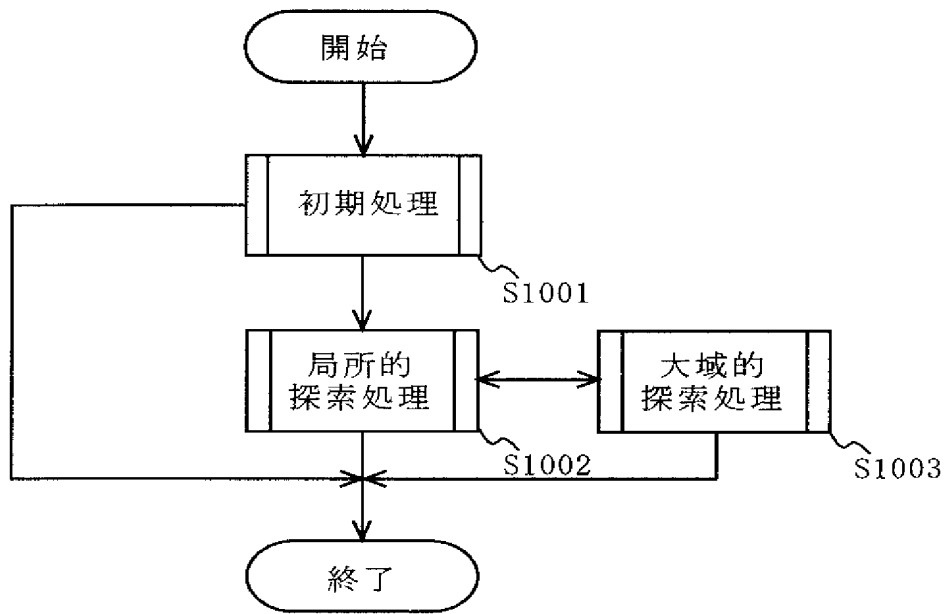 開始
初期処理
S1001
局所的
探索処理
S1002
大域的
探索処理
S1003
終了